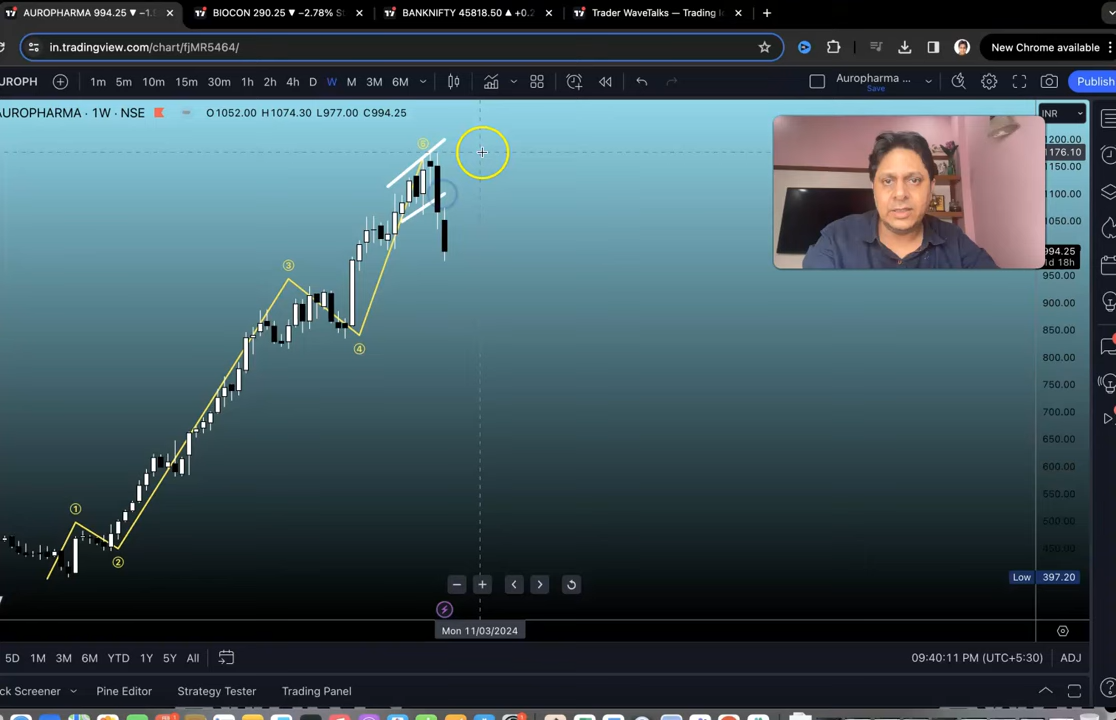 AUROPHARMA 994.25 ▼ −1.
BIOCON 290.25 ▼ −2.78%
BANKNIFTY 45818.50 ▲ +0.2
Trader WaveTalks — Trading
in.tradingview.com/chart/fjMR5464/
New Chrome available
UROPH
1m 5m 10m 15m 30m 1h 2h 4h D W M 3M 6M
Auropharma ...
Save
Publish
AUROPHARMA · 1W · NSE
O1052.00 H1074.30 L977.00 C994.25
INR
1200.00
1176.10
1150.00
1100.00
1050.00
994.25
1d 18h
950.00
900.00
850.00
800.00
750.00
700.00
650.00
600.00
550.00
500.00
450.00
Low 397.20
①
②
③
④
⑤
Mon 11/03/2024
5D 1M 3M 6M YTD 1Y 5Y All
09:40:11 PM (UTC+5:30)
ADJ
ck Screener
Pine Editor
Strategy Tester
Trading Panel